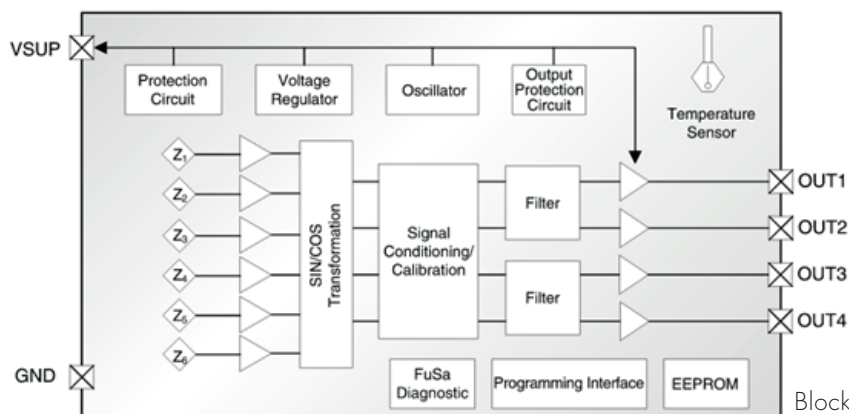 VSUP
Protection
Circuit
Voltage
Regulator
Oscillator
Output
Protection
Circuit
Temperature
Sensor
Z1
Z2
Z3
Z4
Z5
Z6
SIN/COS
Transformation
Signal
Conditioning/
Calibration
Filter
Filter
OUT1
OUT2
OUT3
OUT4
GND
FuSa
Diagnostic
Programming Interface
EEPROM
Block